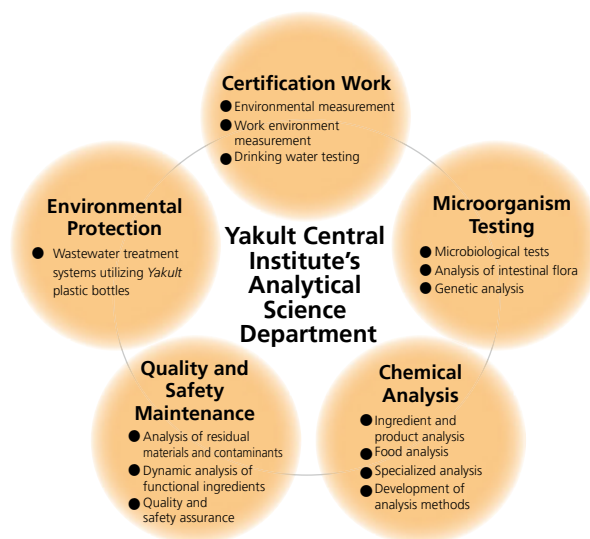 Certification Work
● Environmental measurement
● Work environment
measurement
● Drinking water testing
Environmental
Protection
● Wastewater treatment
systems utilizing Yakult
plastic bottles
Yakult Central
Institute's
Analytical
Science
Department
Microorganism
Testing
● Microbiological tests
● Analysis of intestinal flora
● Genetic analysis
Quality and
Safety
Maintenance
● Analysis of residual
materials and contaminants
● Dynamic analysis of
functional ingredients
● Quality and
safety assurance
Chemical
Analysis
● Ingredient and
product analysis
● Food analysis
● Specialized analysis
● Development of
analysis methods